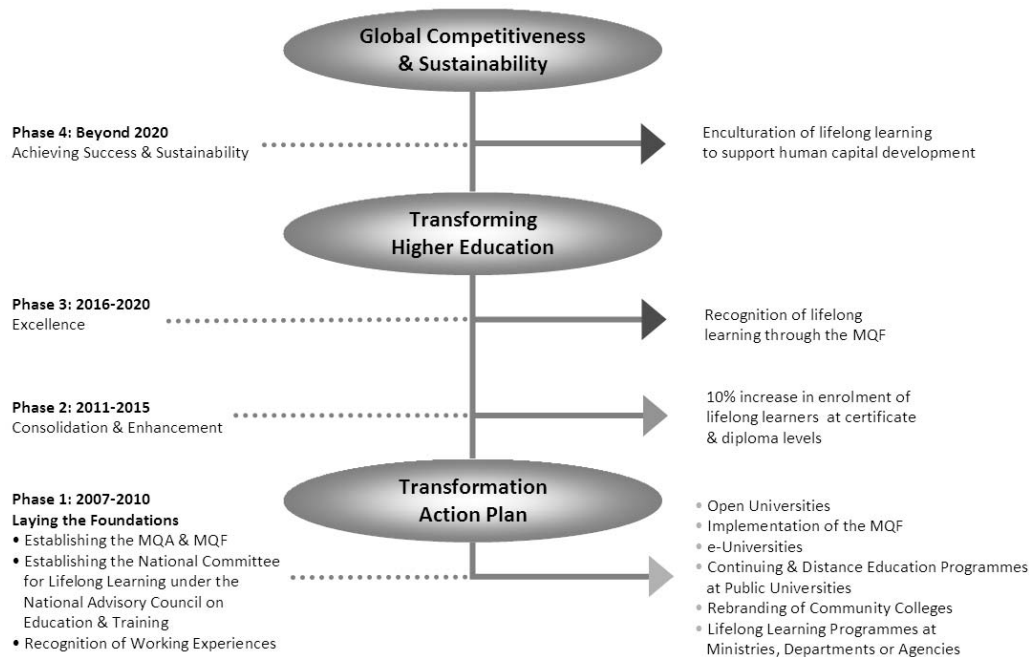 Global Competitiveness
& Sustainability
Phase 4: Beyond 2020
Achieving Success & Sustainability
Enculturation of lifelong learning
to support human capital development
Transforming
Higher Education
Phase 3: 2016-2020
Excellence
Recognition of lifelong
learning through the MQF
Phase 2: 2011-2015
Consolidation & Enhancement
10% increase in enrolment of
lifelong learners at certificate
& diploma levels
Transformation
Action Plan
Phase 1: 2007-2010
Laying the Foundations
• Establishing the MQA & MQF
• Establishing the National Committee
for Lifelong Learning under the
National Advisory Council on
Education & Training
• Recognition of Working Experiences
• Open Universities
• Implementation of the MQF
• e-Universities
• Continuing & Distance Education Programmes
at Public Universities
• Rebranding of Community Colleges
• Lifelong Learning Programmes at
Ministries, Departments or Agencies